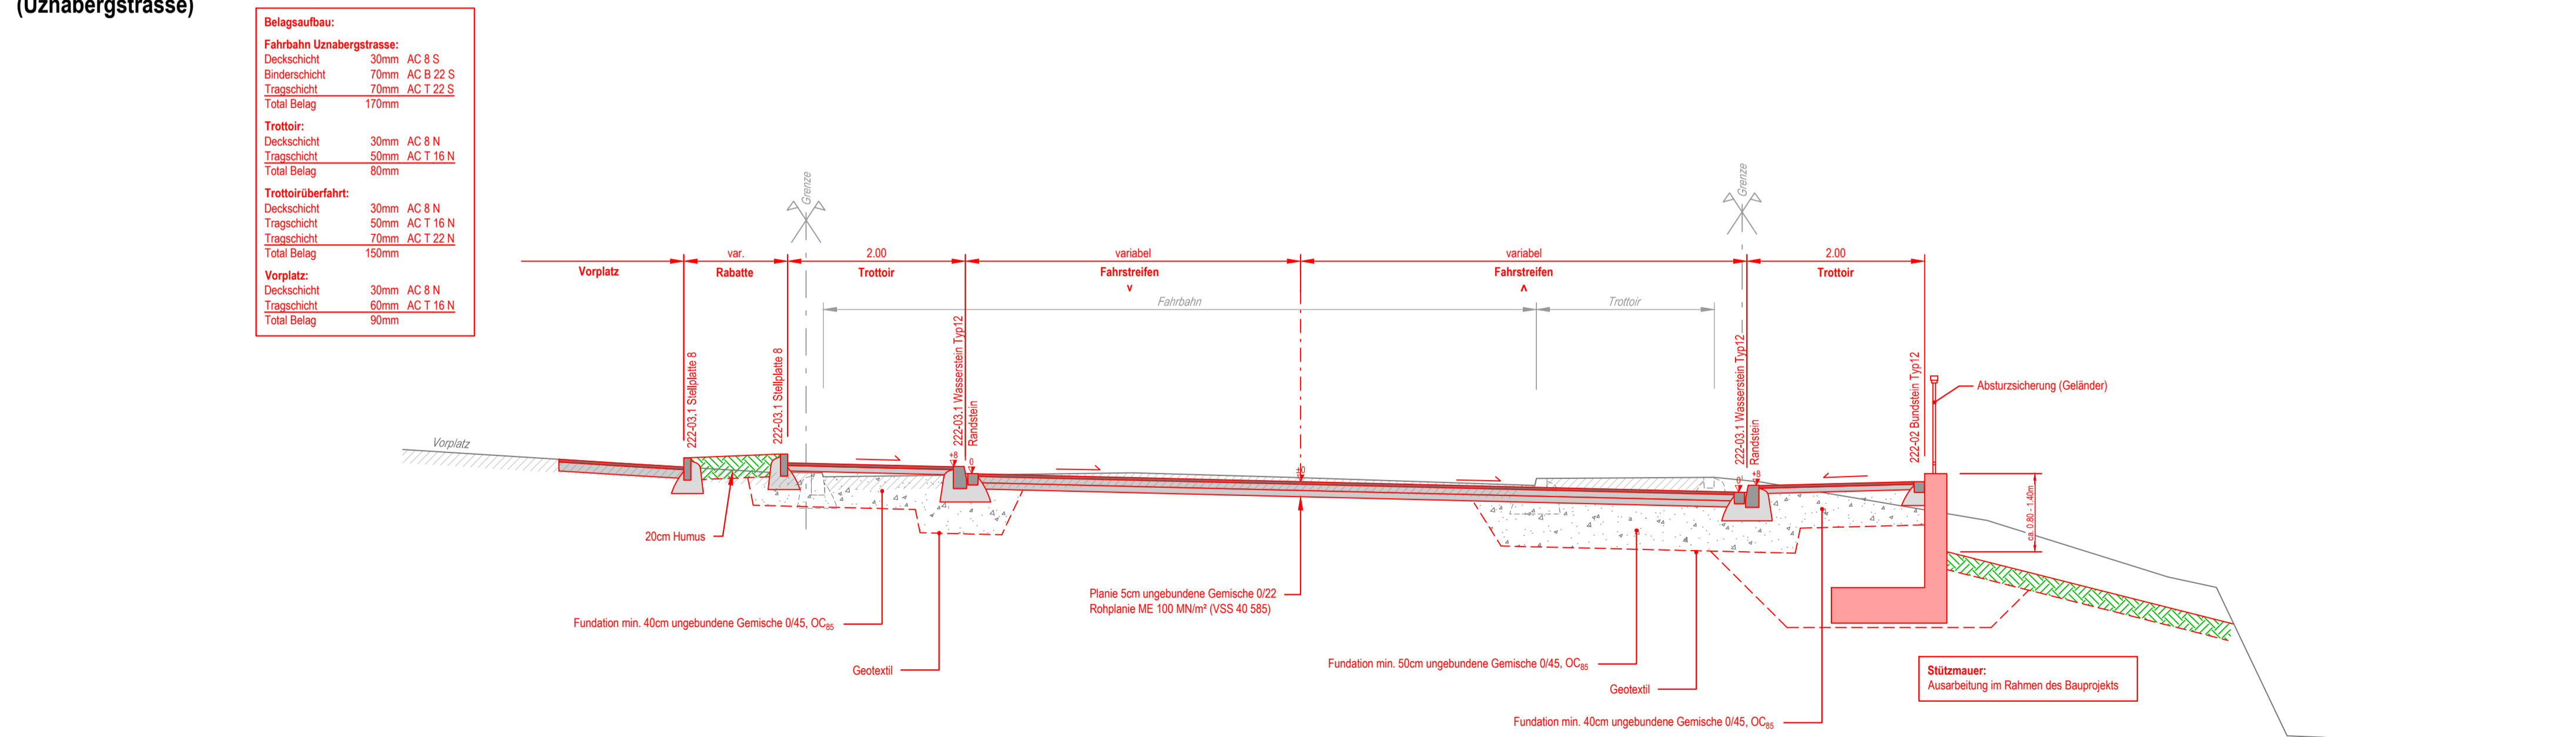 (Uznabergstrasse)
Belagsaufbau:
Fahrbahn Uznabergstrasse:
Deckschicht 30mm AC 8 S
Binderschicht 70mm AC B 22 S
Tragschicht 70mm AC T 22 S
Total Belag 170mm
Trottoir:
Deckschicht 30mm AC 8 N
Tragschicht 50mm AC T 16 N
Total Belag 80mm
Trottoirüberfahrt:
Deckschicht 30mm AC 8 N
Tragschicht 50mm AC T 16 N
Tragschicht 70mm AC T 22 N
Total Belag 150mm
Vorplatz:
Deckschicht 30mm AC 8 N
Tragschicht 60mm AC T 16 N
Total Belag 90mm
Grenze
Grenze
var. 2.00 variabel variabel 2.00
Vorplatz Rabatte Trottoir Fahrstreifen Fahrstreifen Trottoir
Fahrbahn Trottoir
222-03.1 Stellplatte 8
222-03.1 Stellplatte 8
222-03.1 Wasserstein Typ12
Randstein
222-03.1 Wasserstein Typ12
Randstein
222-02 Bundstein Typ12
Absturzsicherung (Geländer)
Vorplatz
+8 0 ±0 0 +8
ca. 0.80 - 1.40m
20cm Humus
Planie 5cm ungebundene Gemische 0/22
Rohplanie ME 100 MN/m² (VSS 40 585)
Fundation min. 40cm ungebundene Gemische 0/45, OC85
Geotextil
Fundation min. 50cm ungebundene Gemische 0/45, OC85
Geotextil
Fundation min. 40cm ungebundene Gemische 0/45, OC85
Stützmauer:
Ausarbeitung im Rahmen des Bauprojekts